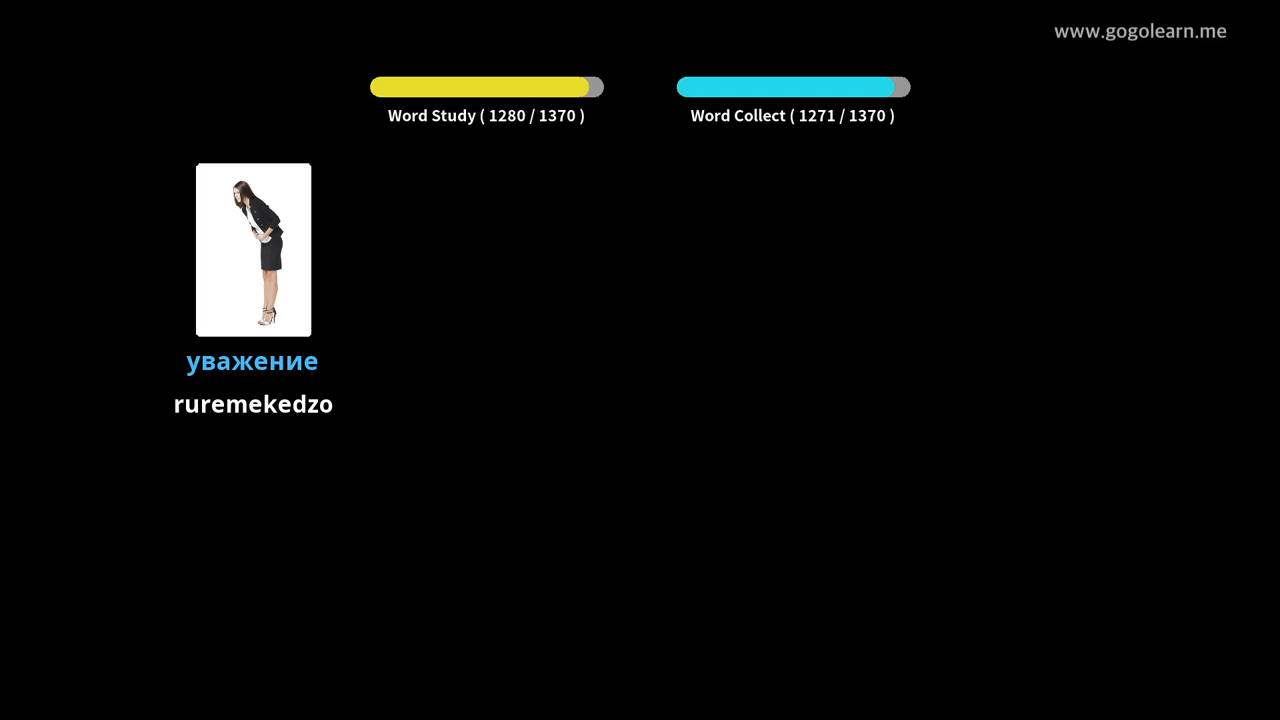 www.gogolearn.me
Word Study ( 1280 / 1370 )
Word Collect ( 1271 / 1370 )
уважение
ruremekedzo